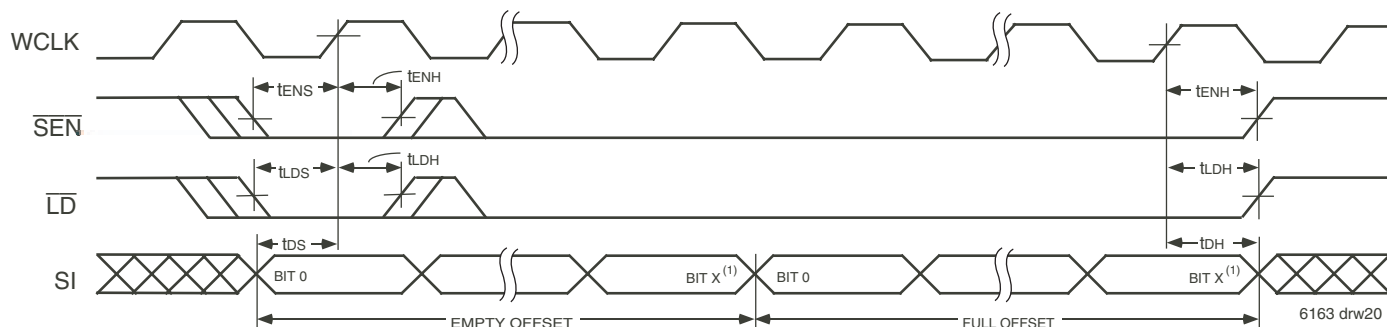 WCLK
tENS
tENH
tENH
SEN
tLDS
tLDH
tLDH
LD
tDS
tDH
SI
BIT 0
BIT X(1)
BIT 0
BIT X(1)
EMPTY OFFSET
FULL OFFSET
6163 drw20